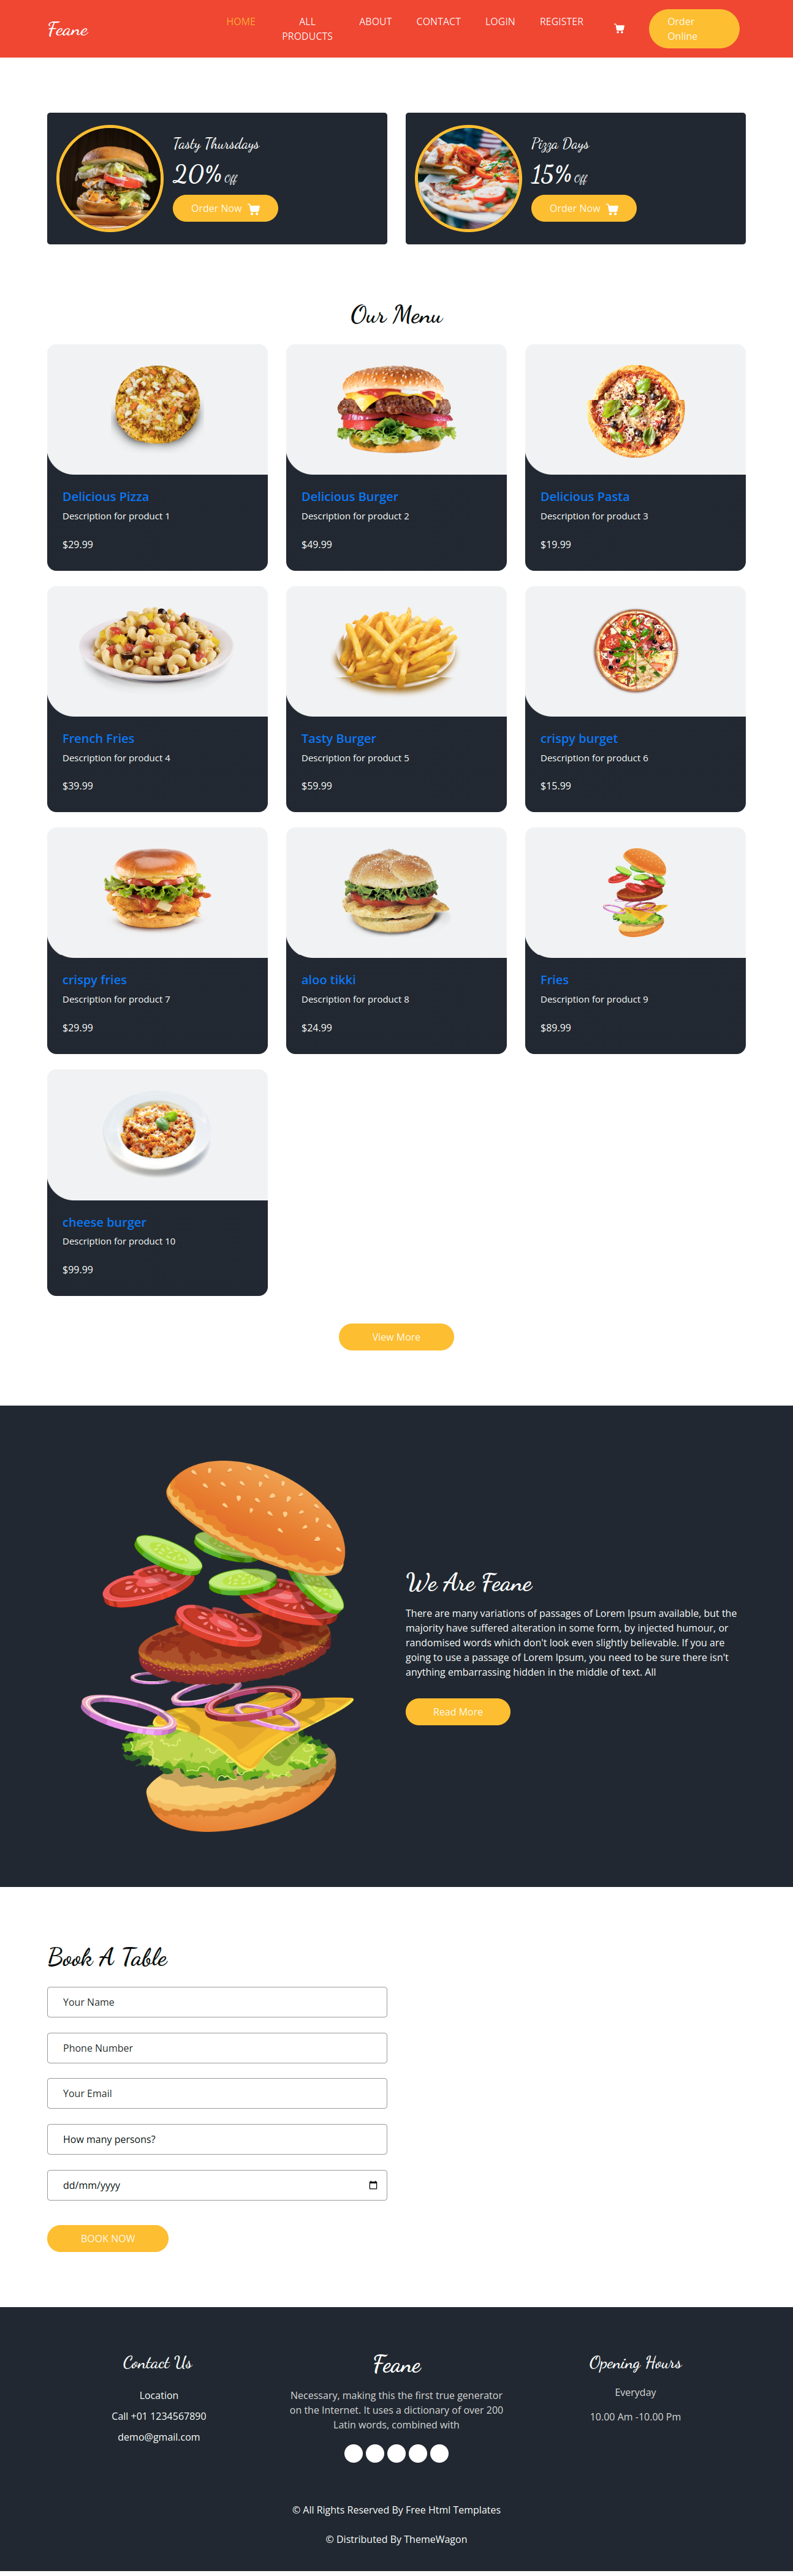 Feane
HOME
ALL
PRODUCTS
ABOUT
CONTACT
LOGIN
REGISTER
Order
Online
Tasty Thursdays
20% Off
Order Now
Pizza Days
15% Off
Order Now
Our Menu
Delicious Pizza
Description for product 1
$29.99
Delicious Burger
Description for product 2
$49.99
Delicious Pasta
Description for product 3
$19.99
French Fries
Description for product 4
$39.99
Tasty Burger
Description for product 5
$59.99
crispy burget
Description for product 6
$15.99
crispy fries
Description for product 7
$29.99
aloo tikki
Description for product 8
$24.99
Fries
Description for product 9
$89.99
cheese burger
Description for product 10
$99.99
View More
We Are Feane
There are many variations of passages of Lorem Ipsum available, but the
majority have suffered alteration in some form, by injected humour, or
randomised words which don't look even slightly believable. If you are
going to use a passage of Lorem Ipsum, you need to be sure there isn't
anything embarrassing hidden in the middle of text. All
Read More
Book A Table
Your Name
Phone Number
Your Email
How many persons?
dd/mm/yyyy
BOOK NOW
Contact Us
Location
Call +01 1234567890
demo@gmail.com
Feane
Necessary, making this the first true generator
on the Internet. It uses a dictionary of over 200
Latin words, combined with
Opening Hours
Everyday
10.00 Am -10.00 Pm
© All Rights Reserved By Free Html Templates
© Distributed By ThemeWagon